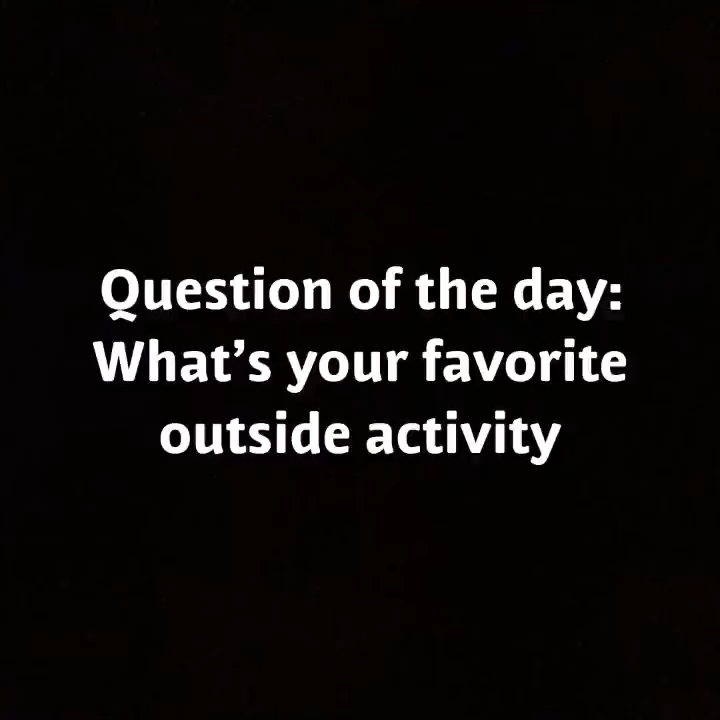 Question of the day:
What’s your favorite
outside activity